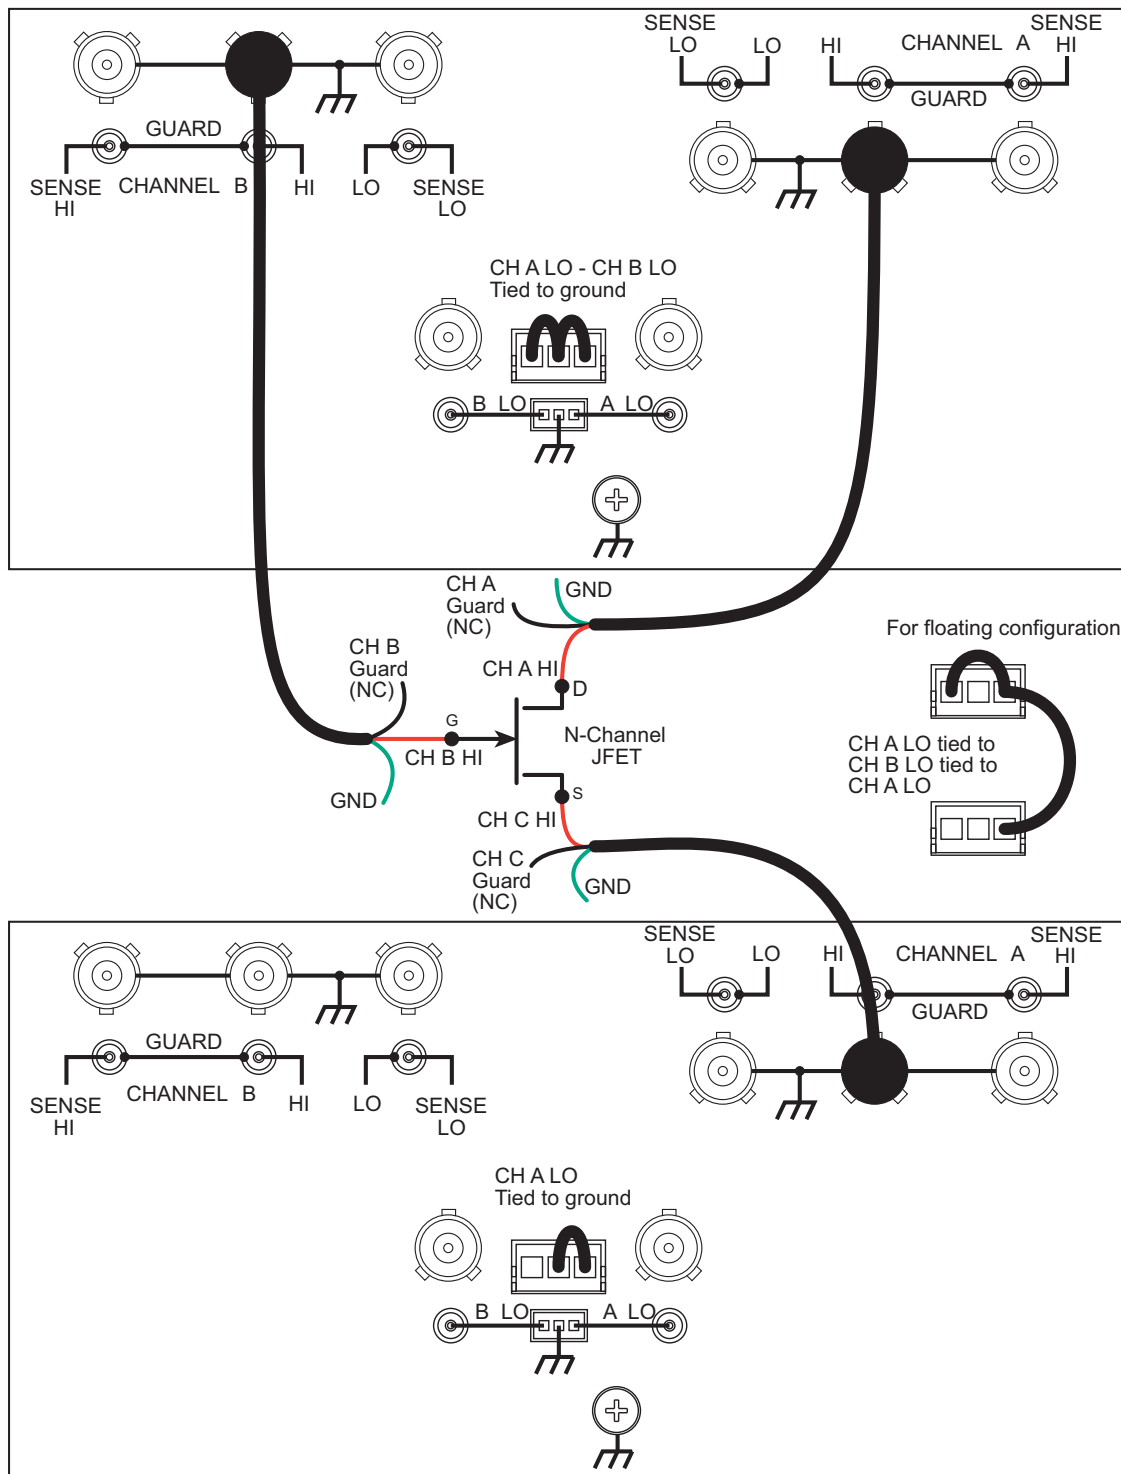 GUARD
SENSE HI
CHANNEL B
HI
LO
SENSE LO
SENSE LO
LO
HI
CHANNEL A
SENSE HI
GUARD
CH A LO - CH B LO
Tied to ground
B LO
A LO
CH A
Guard
(NC)
GND
CH A HI
D
CH B
Guard
(NC)
G
CH B HI
GND
N-Channel
JFET
S
CH C HI
CH C
Guard
(NC)
GND
For floating configuration
CH A LO tied to
CH B LO tied to
CH A LO
GUARD
SENSE HI
CHANNEL B
HI
LO
SENSE LO
SENSE LO
LO
HI
CHANNEL A
SENSE HI
GUARD
CH A LO
Tied to ground
B LO
A LO